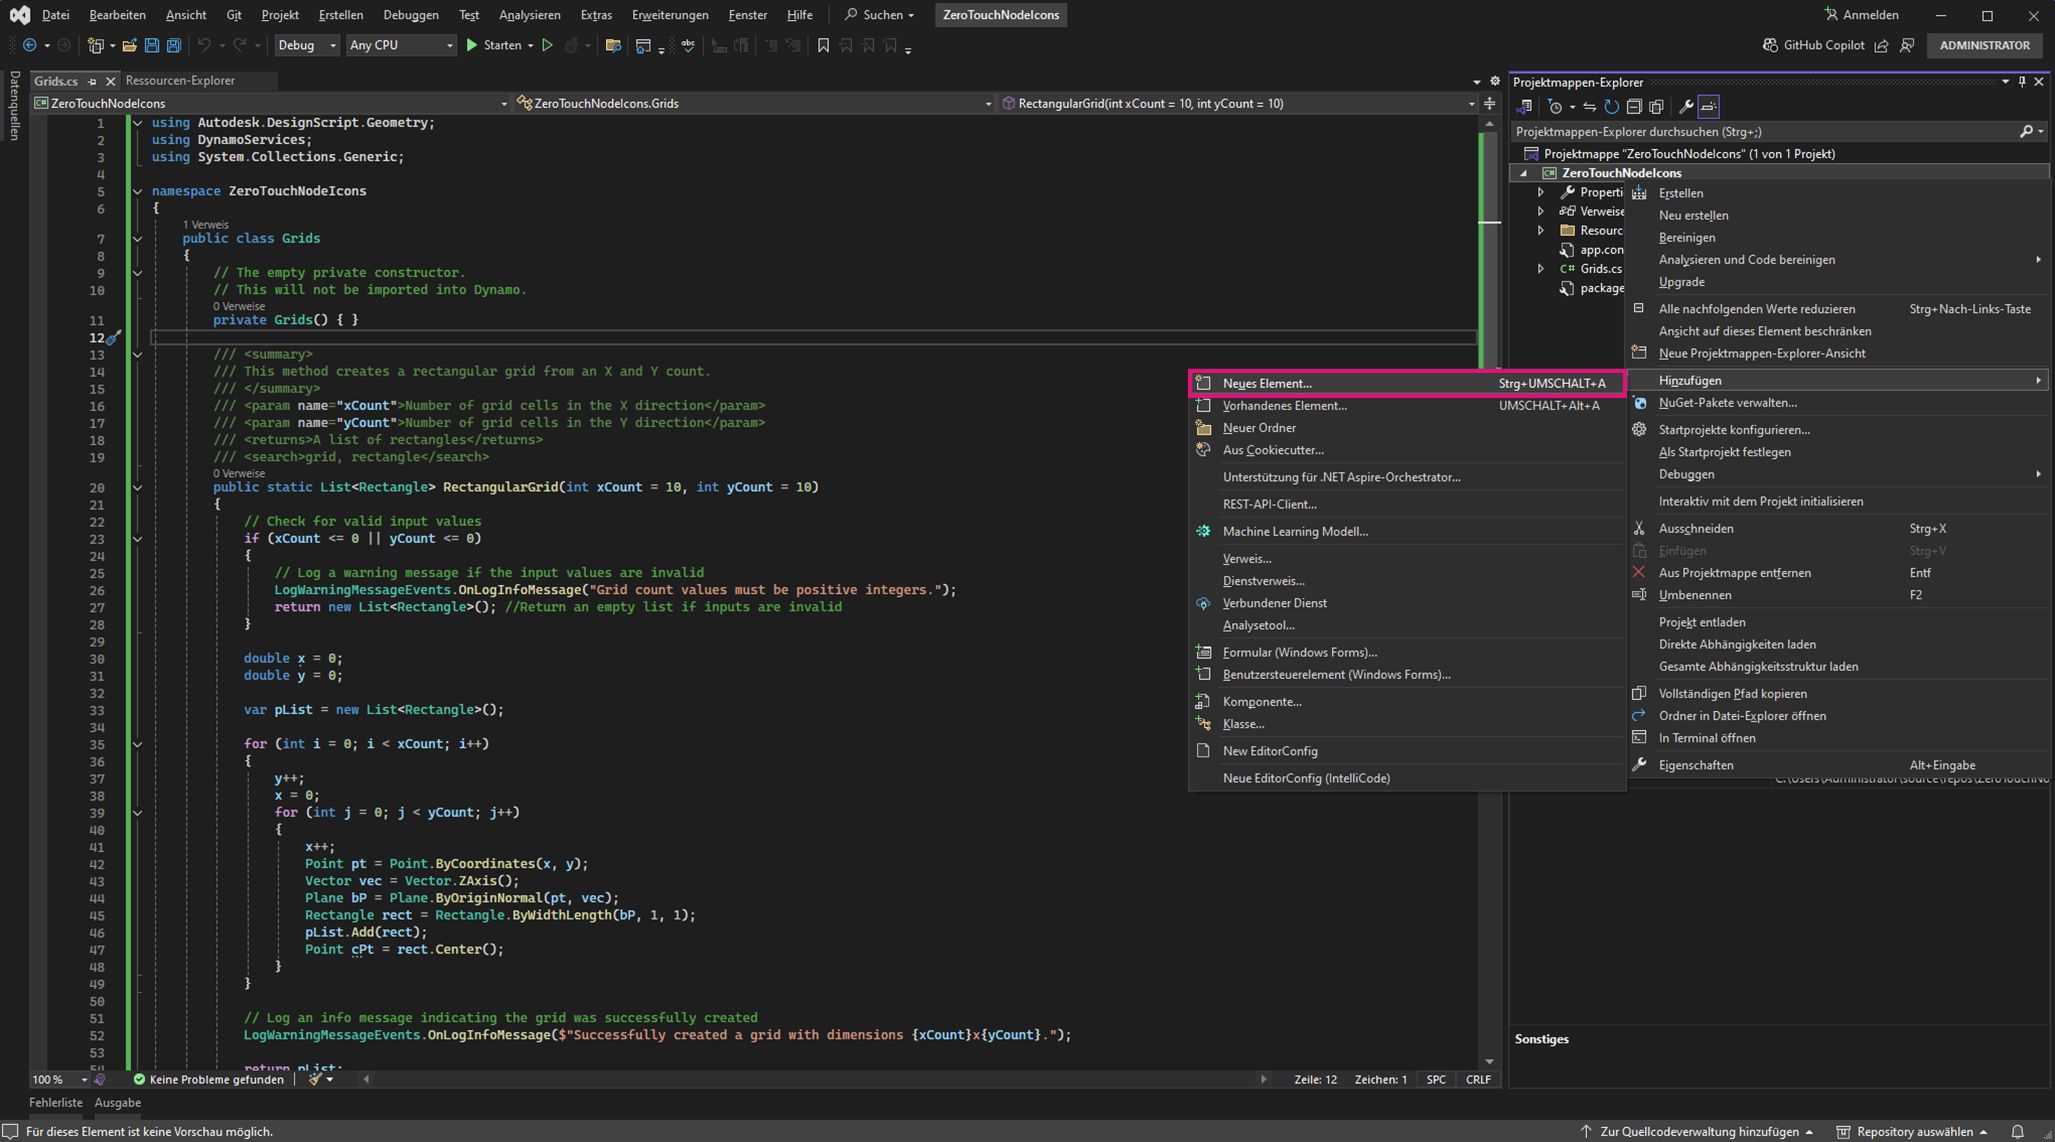 Datei Bearbeiten Ansicht Git Projekt Erstellen Debuggen Test Analysieren Extras Erweiterungen Fenster Hilfe Suchen ZeroTouchNodeIcons Anmelden
Debug Any CPU Starten GitHub Copilot ADMINISTRATOR
Datenquellen
Grids.cs Ressourcen-Explorer
ZeroTouchNodeIcons ZeroTouchNodeIcons.Grids RectangularGrid(int xCount = 10, int yCount = 10)
1 using Autodesk.DesignScript.Geometry;
2 using DynamoServices;
3 using System.Collections.Generic;
4
5 namespace ZeroTouchNodeIcons
6 {
1 Verweis
7 public class Grids
8 {
9 // The empty private constructor.
10 // This will not be imported into Dynamo.
0 Verweise
11 private Grids() { }
12
13 /// <summary>
14 /// This method creates a rectangular grid from an X and Y count.
15 /// </summary>
16 /// <param name="xCount">Number of grid cells in the X direction</param>
17 /// <param name="yCount">Number of grid cells in the Y direction</param>
18 /// <returns>A list of rectangles</returns>
19 /// <search>grid, rectangle</search>
0 Verweise
20 public static List<Rectangle> RectangularGrid(int xCount = 10, int yCount = 10)
21 {
22 // Check for valid input values
23 if (xCount <= 0 || yCount <= 0)
24 {
25 // Log a warning message if the input values are invalid
26 LogWarningMessageEvents.OnLogInfoMessage("Grid count values must be positive integers.");
27 return new List<Rectangle>(); //Return an empty list if inputs are invalid
28 }
29
30 double x = 0;
31 double y = 0;
32
33 var pList = new List<Rectangle>();
34
35 for (int i = 0; i < xCount; i++)
36 {
37 y++;
38 x = 0;
39 for (int j = 0; j < yCount; j++)
40 {
41 x++;
42 Point pt = Point.ByCoordinates(x, y);
43 Vector vec = Vector.ZAxis();
44 Plane bP = Plane.ByOriginNormal(pt, vec);
45 Rectangle rect = Rectangle.ByWidthLength(bP, 1, 1);
46 pList.Add(rect);
47 Point cPt = rect.Center();
48 }
49 }
50
51 // Log an info message indicating the grid was successfully created
52 LogWarningMessageEvents.OnLogInfoMessage($"Successfully created a grid with dimensions {xCount}x{yCount}.");
53
54 return pList;
100 % Keine Probleme gefunden Zeile: 12 Zeichen: 1 SPC CRLF
Fehlerliste Ausgabe
Für dieses Element ist keine Vorschau möglich. Zur Quellcodeverwaltung hinzufügen Repository auswählen
Projektmappen-Explorer
Projektmappen-Explorer durchsuchen (Strg+;)
Projektmappe "ZeroTouchNodeIcons" (1 von 1 Projekt)
ZeroTouchNodeIcons
Properti
Verweise
Resourc
app.con
C# Grids.cs
package
Erstellen
Neu erstellen
Bereinigen
Analysieren und Code bereinigen
Upgrade
Alle nachfolgenden Werte reduzieren Strg+Nach-Links-Taste
Ansicht auf dieses Element beschränken
Neue Projektmappen-Explorer-Ansicht
Hinzufügen
NuGet-Pakete verwalten...
Startprojekte konfigurieren...
Als Startprojekt festlegen
Debuggen
Interaktiv mit dem Projekt initialisieren
Ausschneiden Strg+X
Einfügen Strg+V
Aus Projektmappe entfernen Entf
Umbenennen F2
Projekt entladen
Direkte Abhängigkeiten laden
Gesamte Abhängigkeitsstruktur laden
Vollständigen Pfad kopieren
Ordner in Datei-Explorer öffnen
In Terminal öffnen
Eigenschaften Alt+Eingabe
C:\Users\Administrator\source\repos\ZeroTouchNo
Neues Element... Strg+UMSCHALT+A
Vorhandenes Element... UMSCHALT+Alt+A
Neuer Ordner
Aus Cookiecutter...
Unterstützung für .NET Aspire-Orchestrator...
REST-API-Client...
Machine Learning Modell...
Verweis...
Dienstverweis...
Verbundener Dienst
Analysetool...
Formular (Windows Forms)...
Benutzersteuerelement (Windows Forms)...
Komponente...
Klasse...
New EditorConfig
Neue EditorConfig (IntelliCode)
Sonstiges